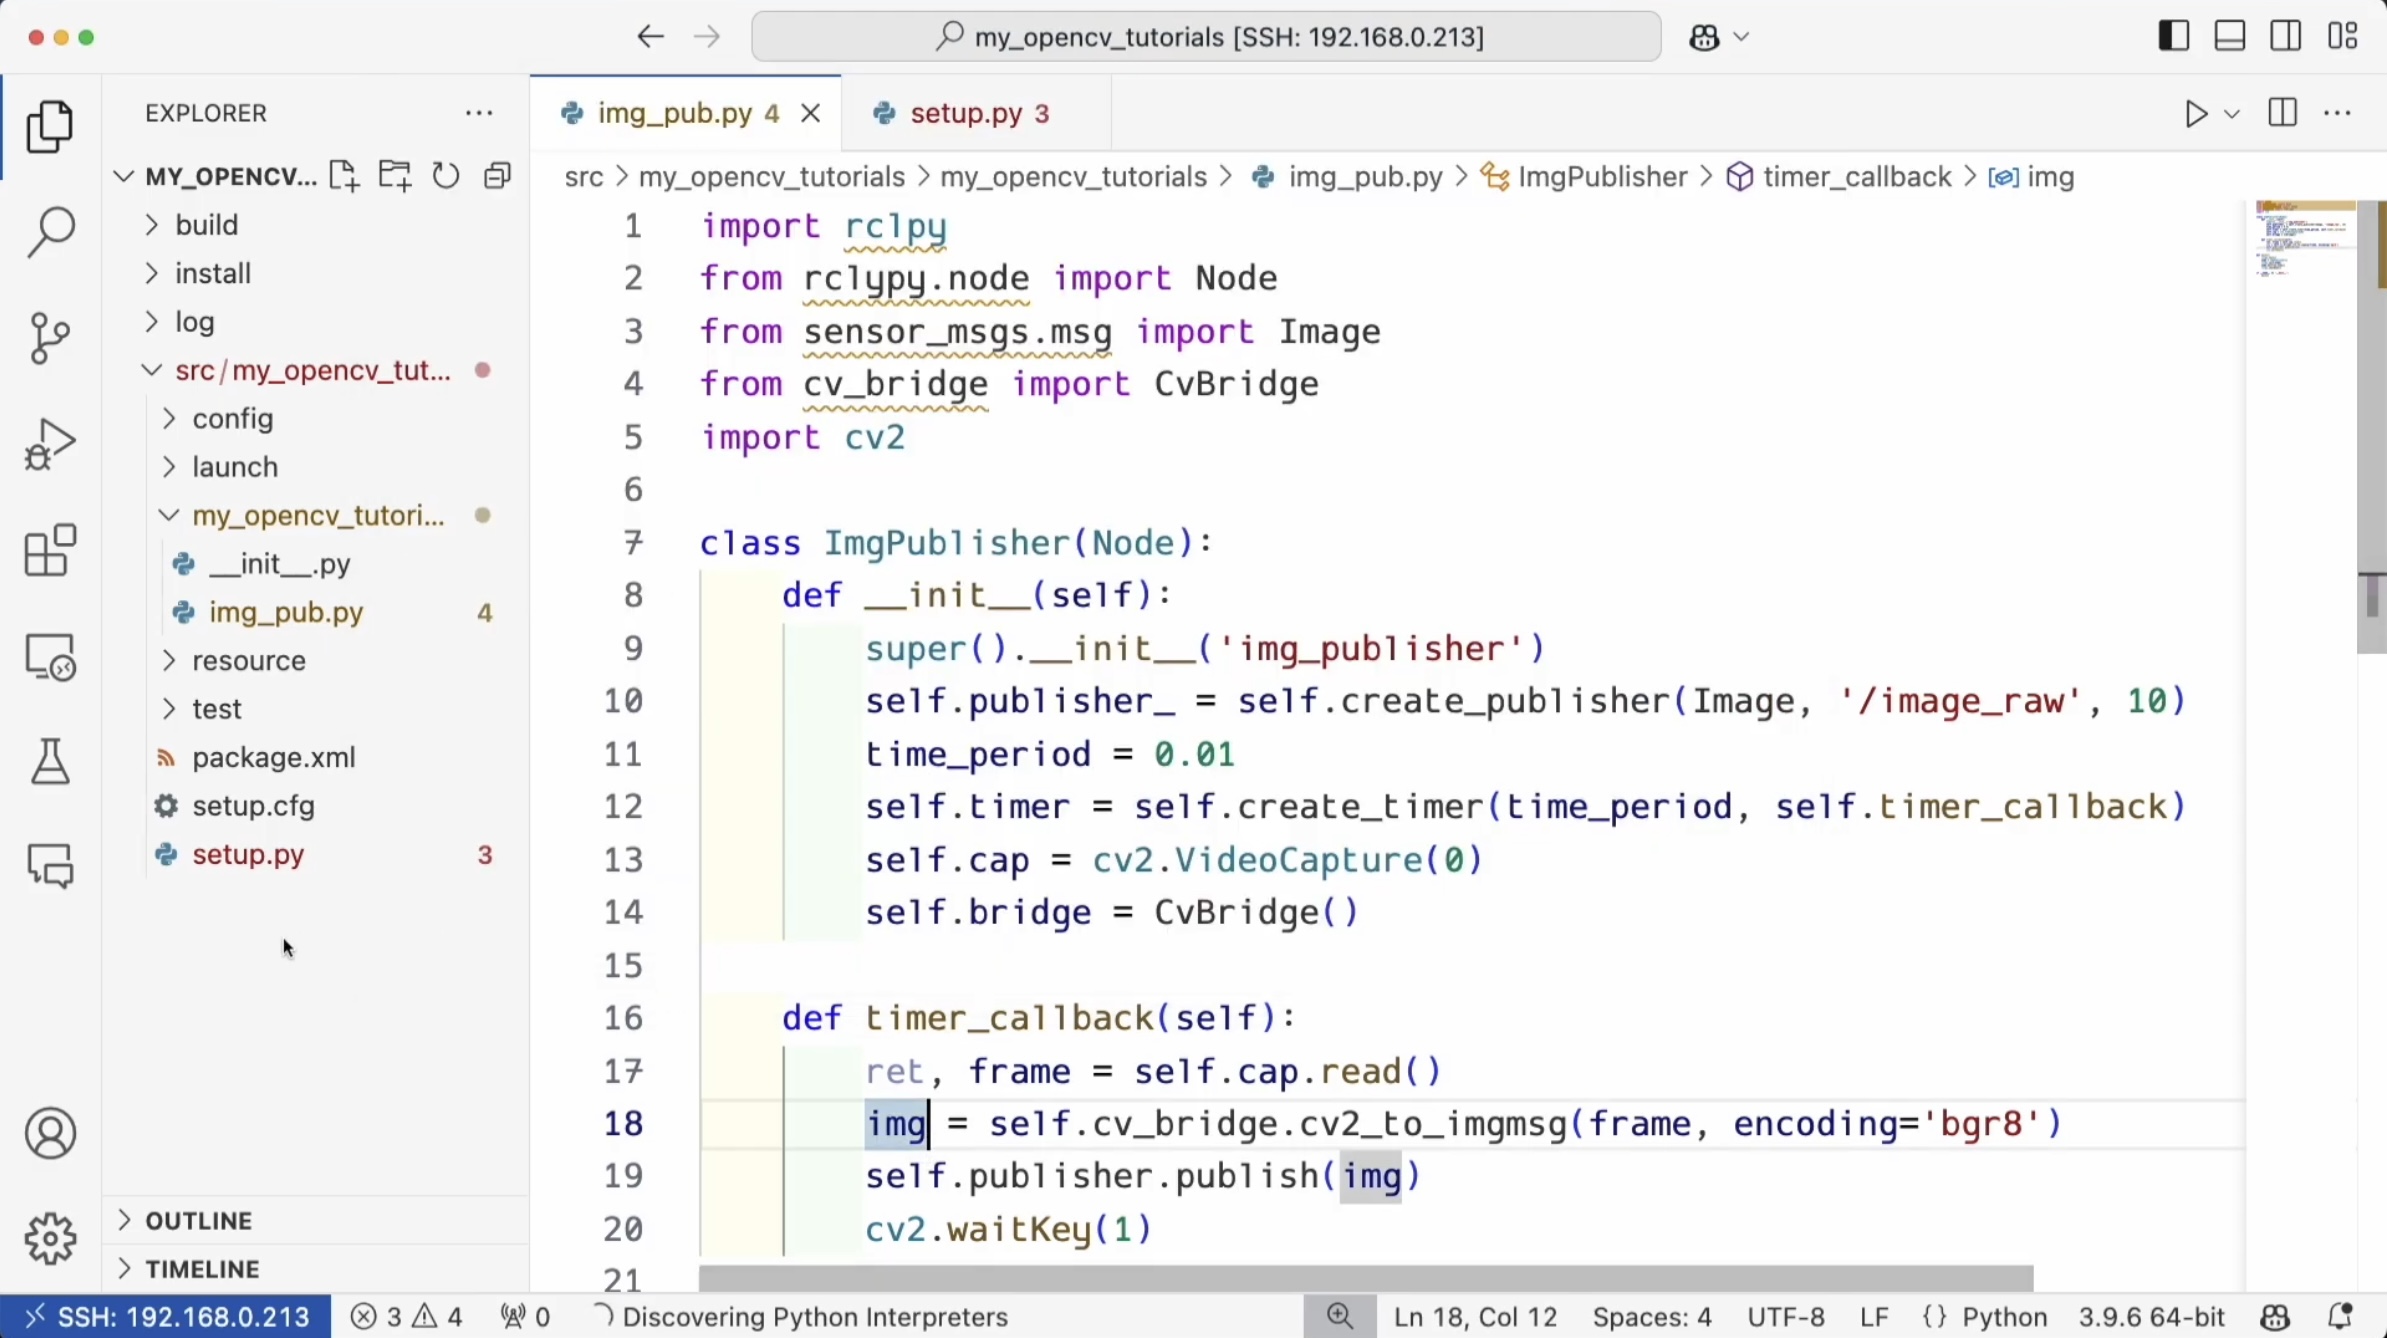 my_opencv_tutorials [SSH: 192.168.0.213]
EXPLORER
img_pub.py 4
setup.py 3
MY_OPENCV...
src > my_opencv_tutorials > my_opencv_tutorials > img_pub.py > ImgPublisher > timer_callback > img
build
install
log
src/my_opencv_tut...
config
launch
my_opencv_tutori...
__init__.py
img_pub.py 4
resource
test
package.xml
setup.cfg
setup.py 3
OUTLINE
TIMELINE
1 import rclpy
2 from rclypy.node import Node
3 from sensor_msgs.msg import Image
4 from cv_bridge import CvBridge
5 import cv2
6
7 class ImgPublisher(Node):
8 def __init__(self):
9 super().__init__('img_publisher')
10 self.publisher_ = self.create_publisher(Image, '/image_raw', 10)
11 time_period = 0.01
12 self.timer = self.create_timer(time_period, self.timer_callback)
13 self.cap = cv2.VideoCapture(0)
14 self.bridge = CvBridge()
15
16 def timer_callback(self):
17 ret, frame = self.cap.read()
18 img = self.cv_bridge.cv2_to_imgmsg(frame, encoding='bgr8')
19 self.publisher.publish(img)
20 cv2.waitKey(1)
21
SSH: 192.168.0.213 3 4 0 Discovering Python Interpreters Ln 18, Col 12 Spaces: 4 UTF-8 LF {} Python 3.9.6 64-bit